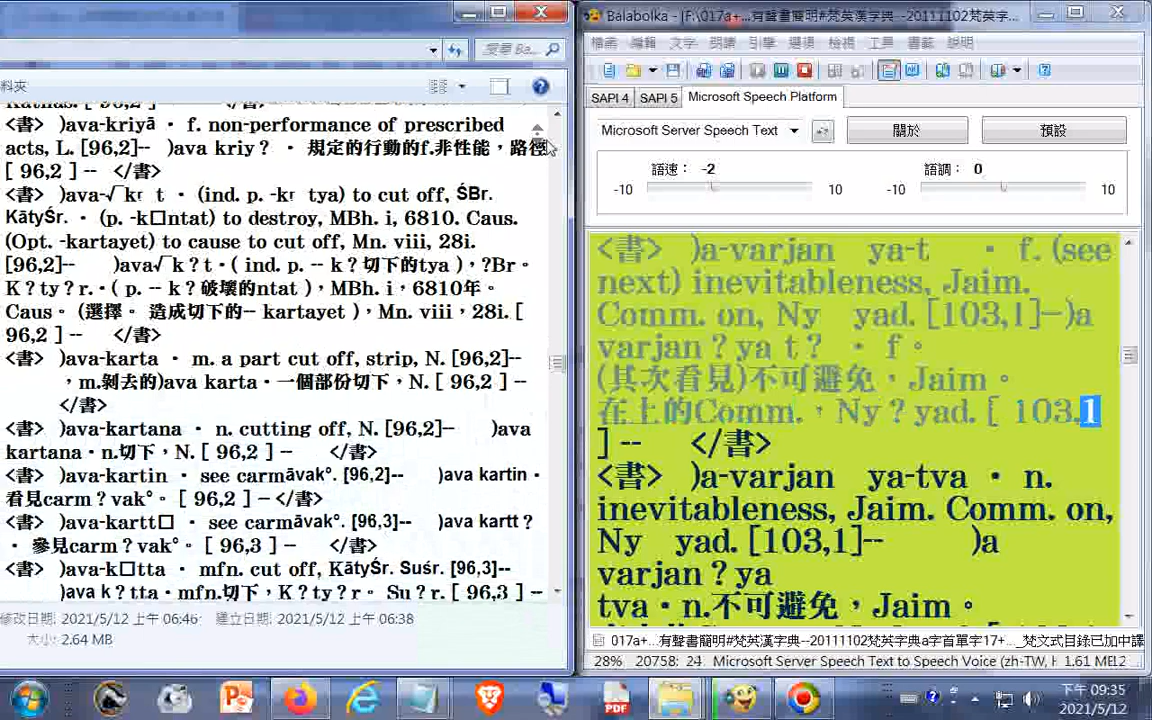 搜尋 Ba...
料夾
Kathās. [ 96,2 ] -- </書>
<書> )ava-kriyā · f. non-performance of prescribed
acts, L. [96,2]-- )ava kriy ? · 規定的行動的f.非性能，路徑
[ 96,2 ] -- </書>
<書> )ava-√kṛ t · (ind. p. -kṛ tya) to cut off, ŚBr.
KātyŚr. · (p. -k□ntat) to destroy, MBh. i, 6810. Caus.
(Opt. -kartayet) to cause to cut off, Mn. viii, 28i.
[96,2]-- )ava√k ? t · ( ind. p. -- k ? 切下的tya ) , ?Br 。
K ? ty ? r. · ( p. -- k ? 破壞的ntat ) , MBh. i , 6810年。
Caus。 (選擇。 造成切下的-- kartayet ) , Mn. viii , 28i. [
96,2 ] -- </書>
<書> )ava-karta · m. a part cut off, strip, N. [96,2]--
, m.剝去的)ava karta · 一個部份切下, N. [ 96,2 ] --
</書>
<書> )ava-kartana · n. cutting off, N. [96,2]-- )ava
kartana · n.切下, N. [ 96,2 ] -- </書>
<書> )ava-kartin · see carmāvak°. [96,2]-- )ava kartin ·
看見carm ? vak°。 [ 96,2 ] -- </書>
<書> )ava-kartt□ · see carmāvak°. [96,3]-- )ava kartt ?
· 參見carm ? vak°。 [ 96,3 ] -- </書>
<書> )ava-k□tta · mfn. cut off, KātyŚr. Suśr. [96,3]--
)ava k ? tta · mfn.切下, K ? ty ? r。 Su ? r. [ 96,3 ] --
修改日期: 2021/5/12 上午 06:46 建立日期: 2021/5/12 上午 06:38
大小: 2.64 MB
Balabolka - [F:\017a+...有聲書簡明#梵英漢字典--20111102梵英字...
檔案 編輯 文字 朗讀 引擎 選項 檢視 工具 書籤 說明
SAPI 4 SAPI 5 Microsoft Speech Platform
Microsoft Server Speech Text 關於 預設
語速: -2 語調: 0
-10 10 -10 10
<書> )a-varjan ya-t · f. (see
next) inevitableness, Jaim.
Comm. on, Ny yad. [103,1]--)a
varjan ? ya t ? · f 。
(其次看見)不可避免, Jaim 。
在上的Comm. , Ny ? yad. [ 103,1
] -- </書>
<書> )a-varjan ya-tva · n.
inevitableness, Jaim. Comm. on,
Ny yad. [103,1]-- )a
varjan ? ya
tva · n.不可避免, Jaim 。
017a+...有聲書簡明#梵英漢字典--20111102梵英字典a字首單字17+..._梵文式目錄已加中譯
28% 20758: 24 Microsoft Server Speech Text to Speech Voice (zh-TW, H 1.61 ME12
下午 09:35
2021/5/12